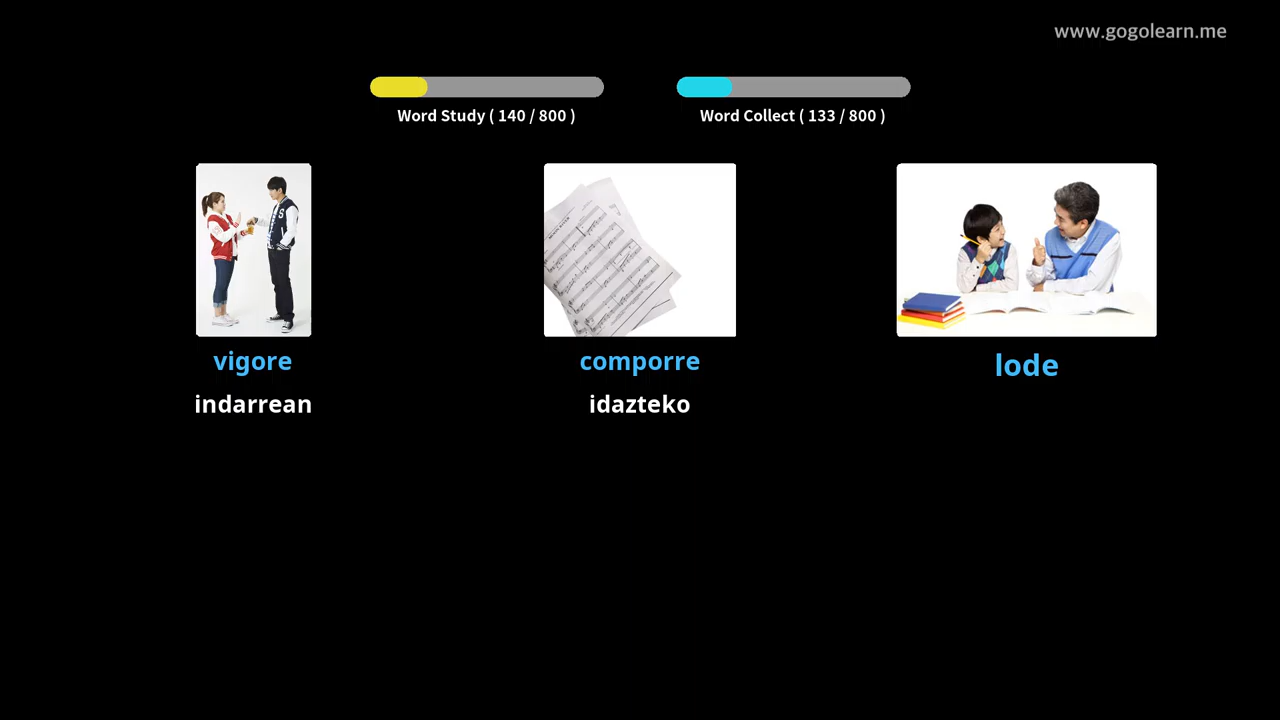 www.gogolearn.me
Word Study ( 140 / 800 )
Word Collect ( 133 / 800 )
vigore
comporre
lode
indarrean
idazteko